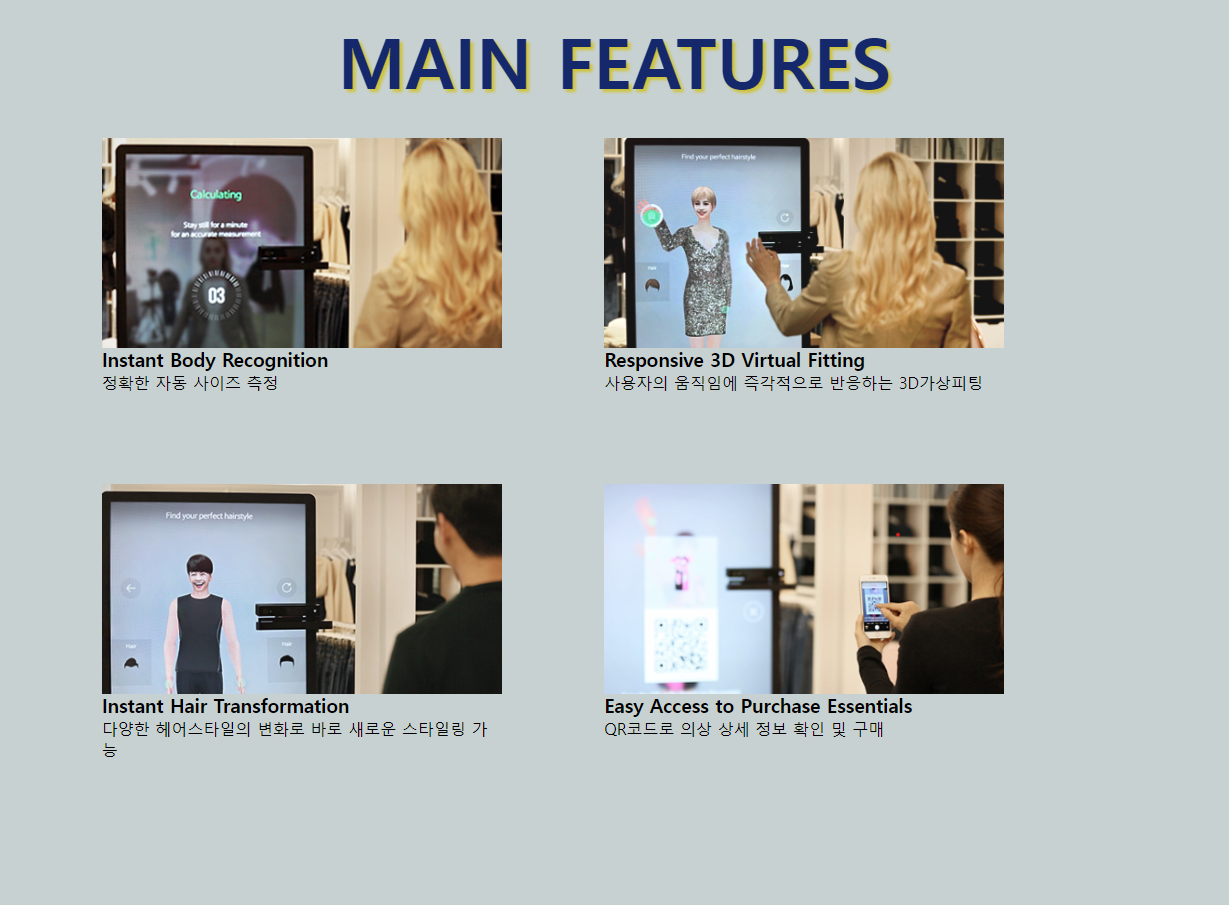 MAIN FEATURES
Calculating
Stay still for a minute
for an accurate measurement
03
Find your perfect hairstyle
Hair
Instant Body Recognition
정확한 자동 사이즈 측정
Responsive 3D Virtual Fitting
사용자의 움직임에 즉각적으로 반응하는 3D가상피팅
Find your perfect hairstyle
Hair
Hair
Instant Hair Transformation
다양한 헤어스타일의 변화로 바로 새로운 스타일링 가
능
Easy Access to Purchase Essentials
QR코드로 의상 상세 정보 확인 및 구매